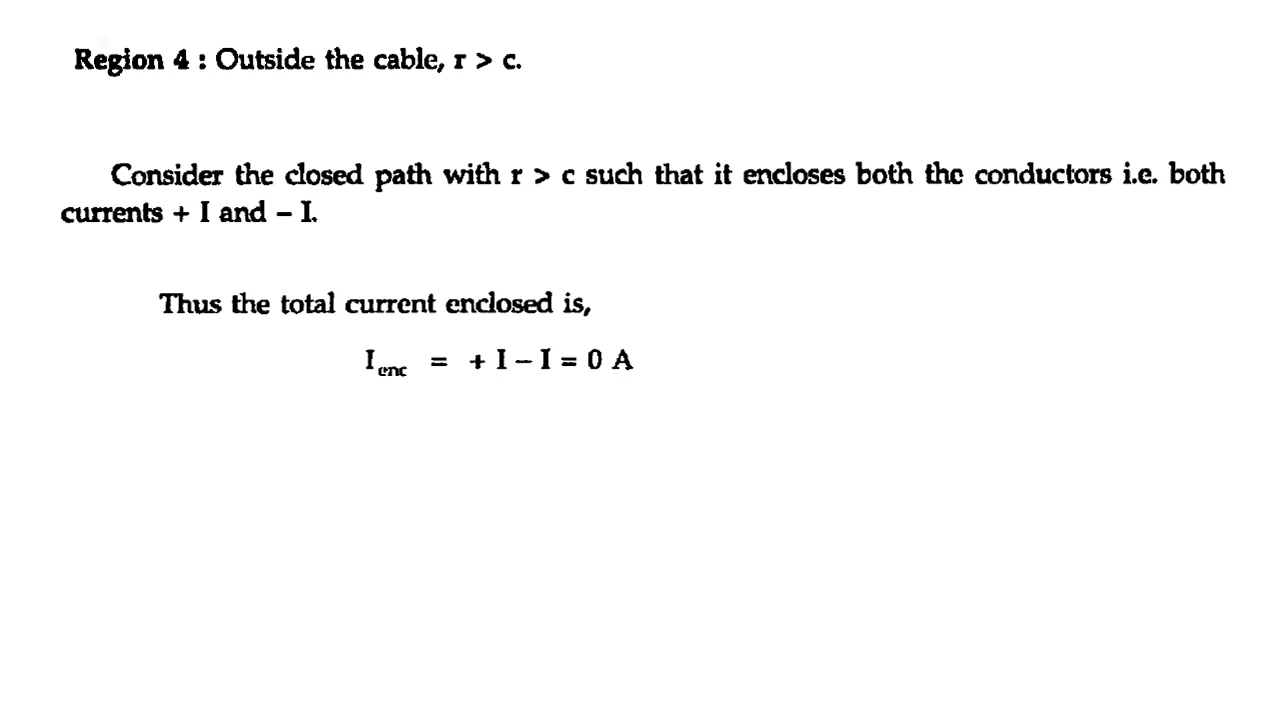 Region 4 : Outside the cable, r > c.
Consider the closed path with r > c such that it encloses both the conductors i.e. both
currents + I and – I.
Thus the total current enclosed is,
I enc = + I – I = 0 A